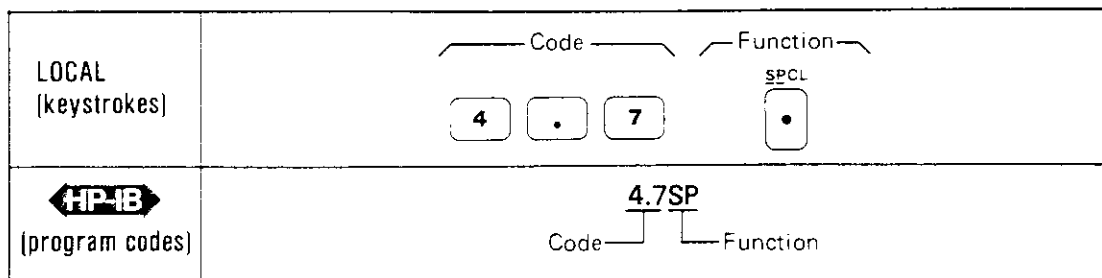 Code Function
LOCAL
(keystrokes)
SPCL
4 . 7 •
HP-IB
(program codes)
4.7SP
Code Function